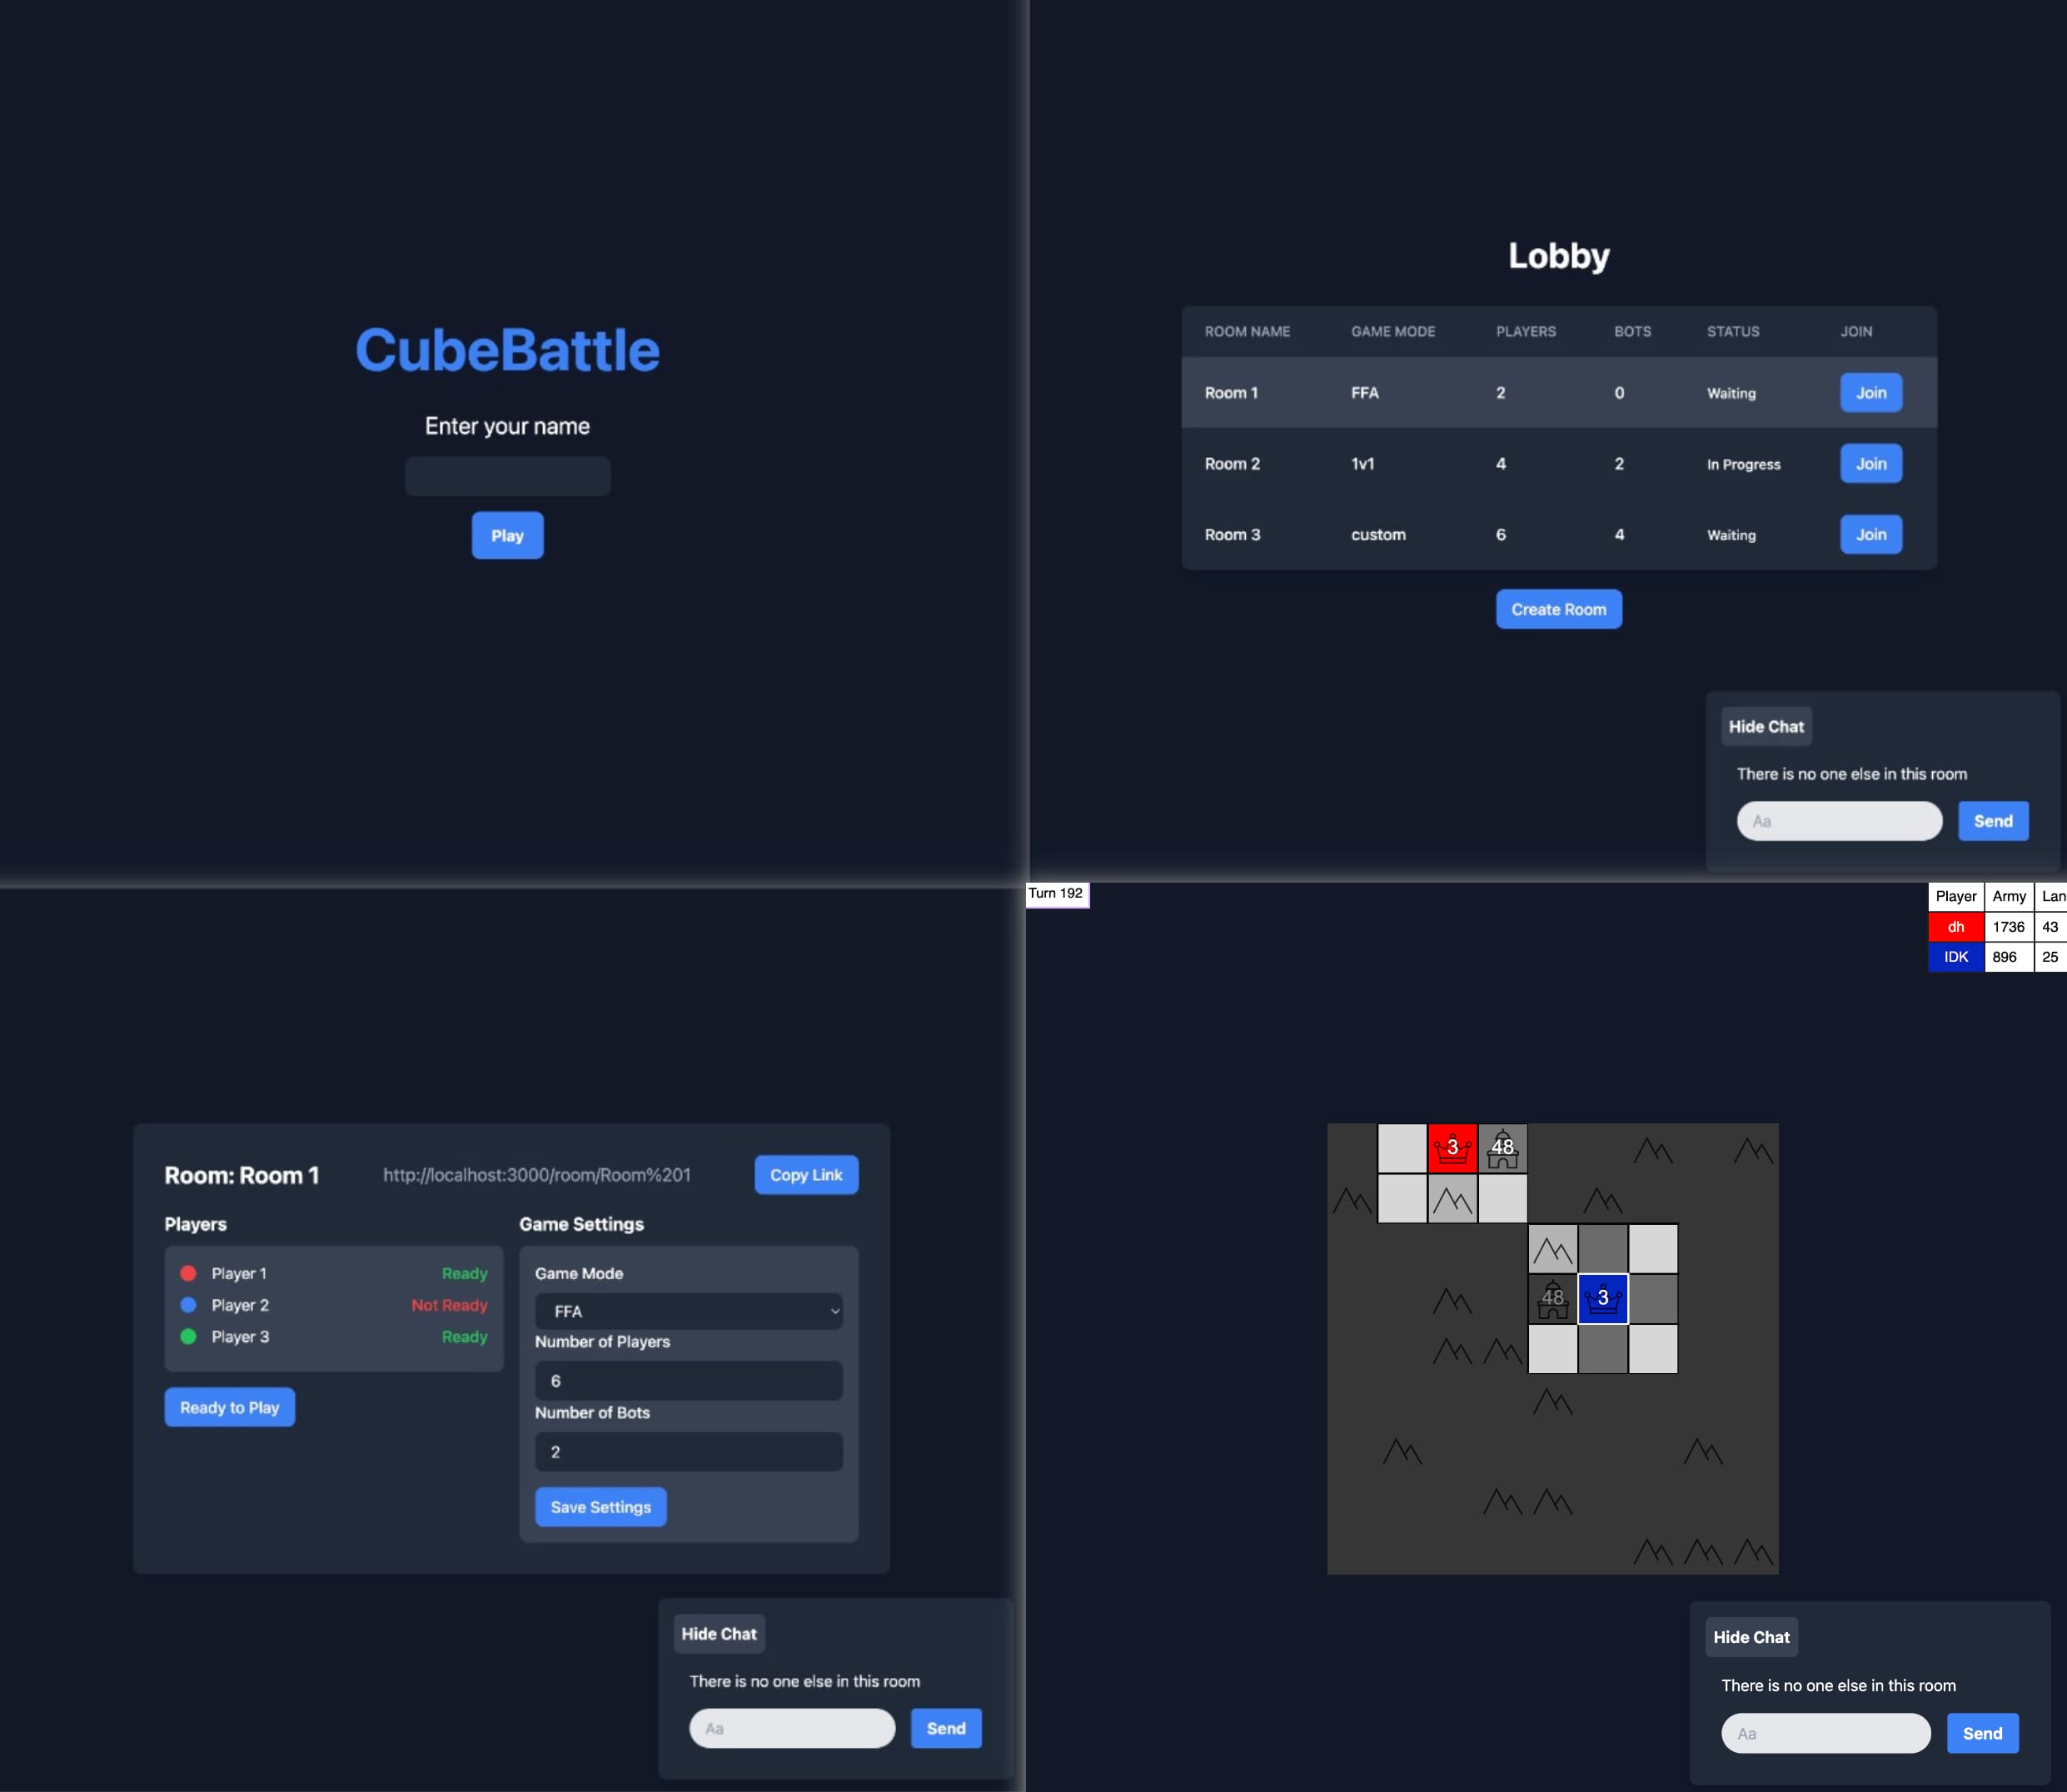 CubeBattle
Enter your name
Play
Lobby
ROOM NAME GAME MODE PLAYERS BOTS STATUS JOIN
Room 1 FFA 2 0 Waiting Join
Room 2 1v1 4 2 In Progress Join
Room 3 custom 6 4 Waiting Join
Create Room
Hide Chat
There is no one else in this room
Aa Send
Room: Room 1 http://localhost:3000/room/Room%201 Copy Link
Players
Player 1 Ready
Player 2 Not Ready
Player 3 Ready
Ready to Play
Game Settings
Game Mode
FFA
Number of Players
6
Number of Bots
2
Save Settings
Hide Chat
There is no one else in this room
Aa Send
Turn 192
Player Army Lan
dh 1736 43
IDK 896 25
3 48
48 3
Hide Chat
There is no one else in this room
Aa Send